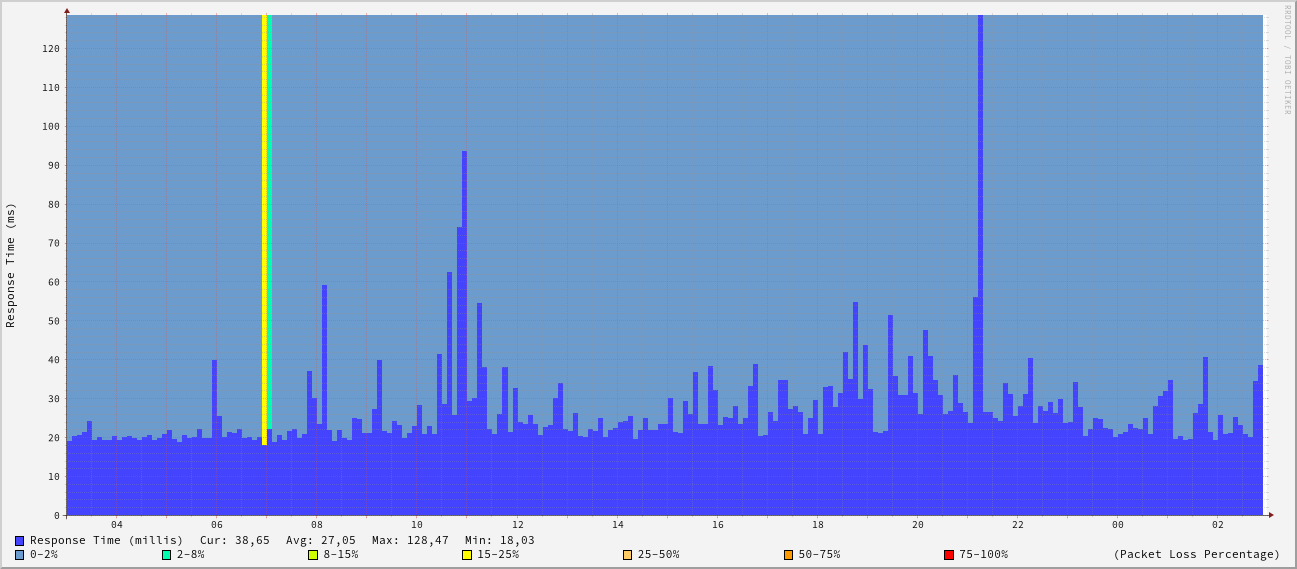 RRDTOOL / TOBI OETIKER
Response Time (ms)
120
110
100
90
80
70
60
50
40
30
20
10
0
04 06 08 10 12 14 16 18 20 22 00 02
Response Time (millis) Cur: 38,65 Avg: 27,05 Max: 128,47 Min: 18,03
0-2% 2-8% 8-15% 15-25% 25-50% 50-75% 75-100% (Packet Loss Percentage)